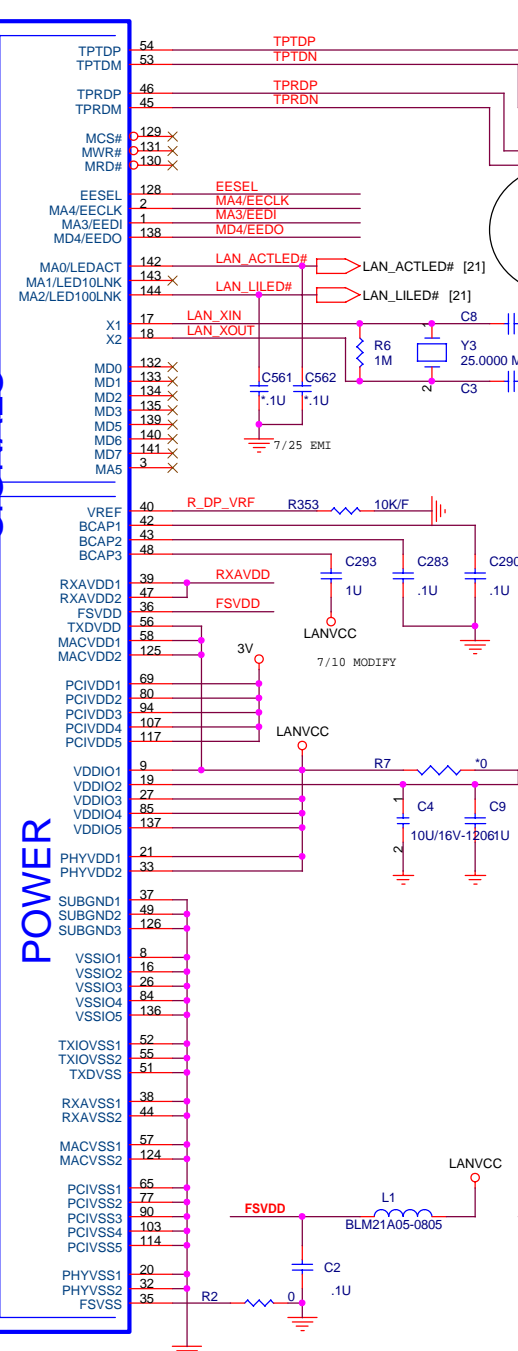 TPTDP 54 TPTDP
TPTDM 53 TPTDN
TPRDP 46 TPRDP
TPRDM 45 TPRDN
MCS# 129
MWR# 131
MRD# 130
EESEL 128 EESEL
MA4/EECLK 2 MA4/EECLK
MA3/EEDI 1 MA3/EEDI
MD4/EEDO 138 MD4/EEDO
MA0/LEDACT 142 LAN_ACTLED# LAN_ACTLED# [21]
MA1/LED10LNK 143
MA2/LED100LNK 144 LAN_LILED# LAN_LILED# [21]
X1 17 LAN_XIN
X2 18 LAN_XOUT
R6
1M
1
2
C8
Y3
25.0000 M
C3
MD0 132
MD1 133
MD2 134
MD3 135
MD5 139
MD6 140
MD7 141
MA5 3
C561
*.1U
C562
*.1U
7/25 EMI
VREF 40 R_DP_VRF R353 10K/F
BCAP1 42
BCAP2 43
BCAP3 48
C293
1U
C283
.1U
C290
.1U
LANVCC
7/10 MODIFY
RXAVDD1 39 RXAVDD
RXAVDD2 47
FSVDD 36 FSVDD
TXDVDD 56
MACVDD1 58
MACVDD2 125
3V
PCIVDD1 69
PCIVDD2 80
PCIVDD3 94
PCIVDD4 107
PCIVDD5 117
LANVCC
VDDIO1 9 R7 *0
VDDIO2 19
VDDIO3 27
VDDIO4 85
VDDIO5 137
1
2
C4
10U/16V-1206
C9
.1U
PHYVDD1 21
PHYVDD2 33
POWER
SUBGND1 37
SUBGND2 49
SUBGND3 126
VSSIO1 8
VSSIO2 16
VSSIO3 26
VSSIO4 84
VSSIO5 136
TXIOVSS1 52
TXIOVSS2 55
TXDVSS 51
RXAVSS1 38
RXAVSS2 44
MACVSS1 57
MACVSS2 124
PCIVSS1 65
PCIVSS2 77
PCIVSS3 90
PCIVSS4 103
PCIVSS5 114
PHYVSS1 20
PHYVSS2 32
FSVSS 35 R2 0
LANVCC
FSVDD
L1
BLM21A05-0805
C2
.1U